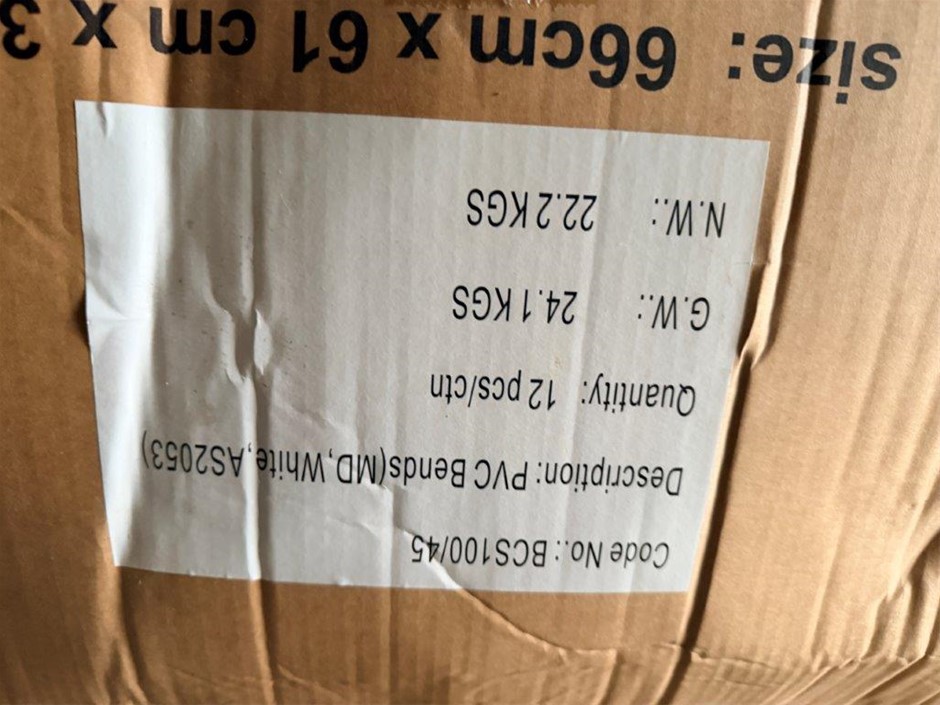 Code No.: BCS100/45
Description: PVC Bends(MD,White,AS2053)
Quantity: 12 pcs/ctn
G.W.: 24.1 KGS
N.W.: 22.2 KGS
size: 66cm x 61 cm x 3